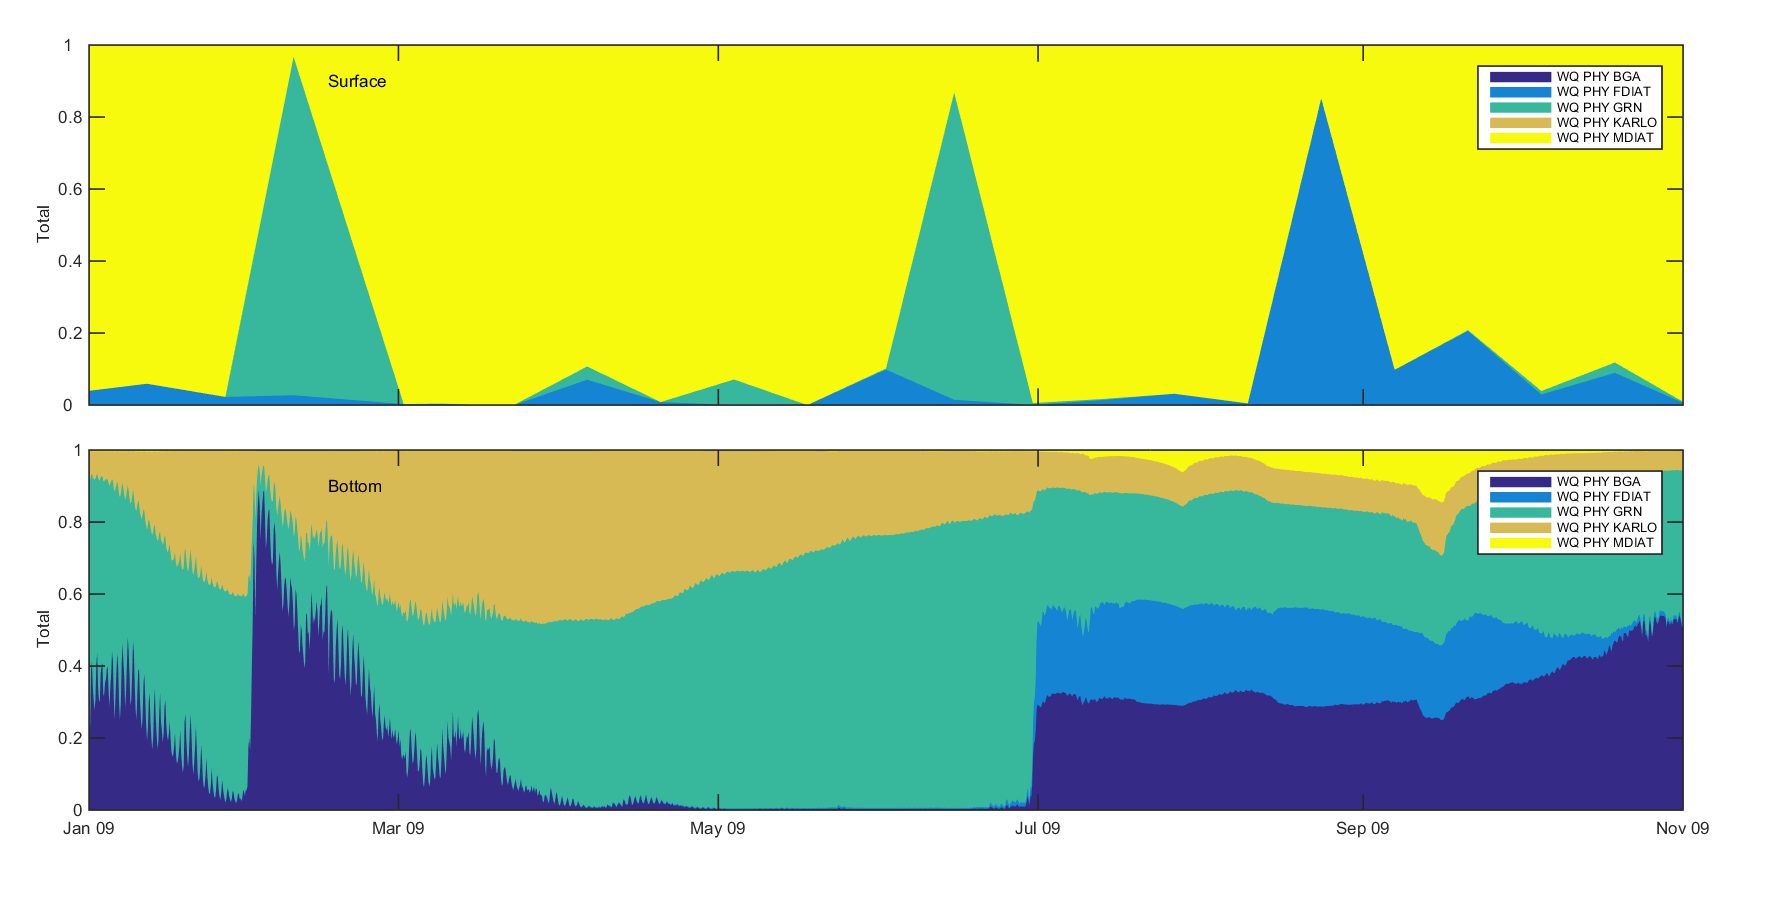 1
Surface
WQ PHY BGA
WQ PHY FDIAT
WQ PHY GRN
WQ PHY KARLO
WQ PHY MDIAT
0.8
0.6
Total
0.4
0.2
0
1
Bottom
WQ PHY BGA
WQ PHY FDIAT
WQ PHY GRN
WQ PHY KARLO
WQ PHY MDIAT
0.8
0.6
Total
0.4
0.2
0
Jan 09 Mar 09 May 09 Jul 09 Sep 09 Nov 09